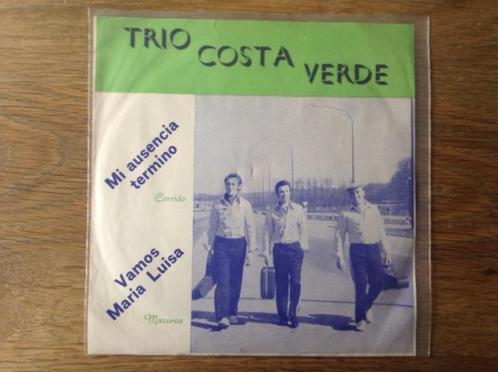 TRIO
COSTA
VERDE
Mi ausencia
termino
Corrido
Vamos
Maria Luisa
Mazurca